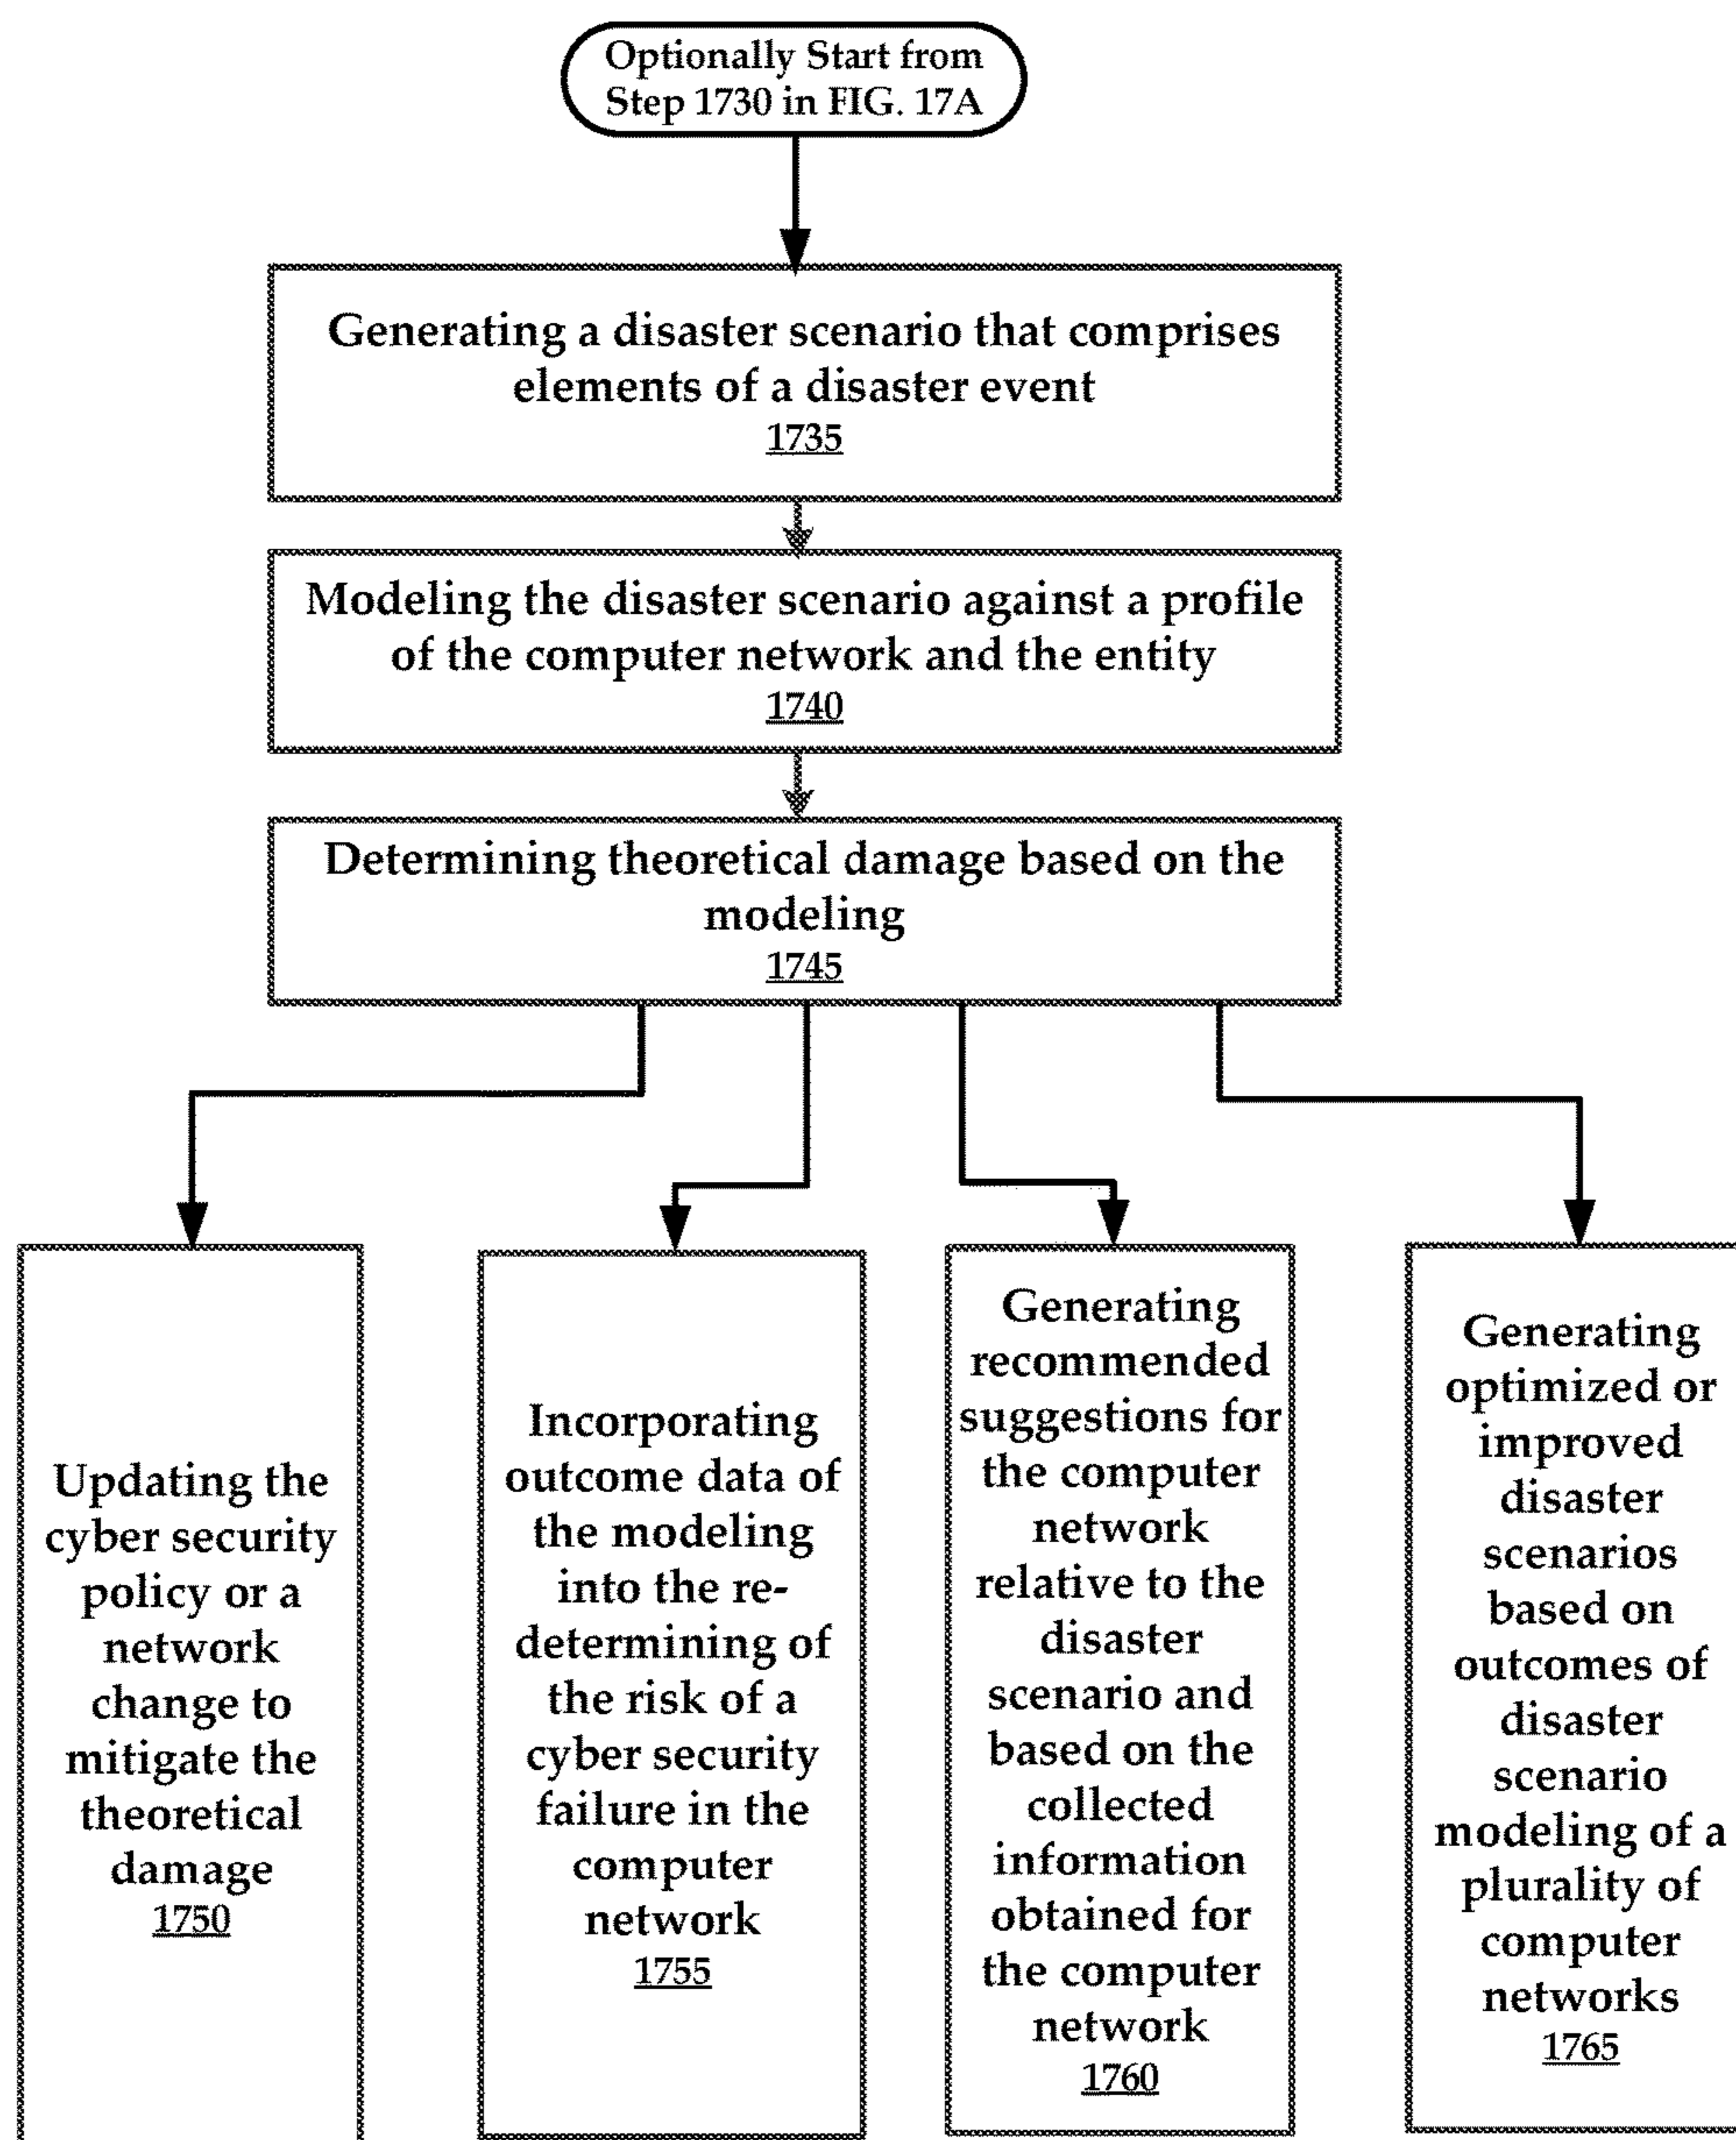 Optionally Start from
Step 1730 in FIG. 17A
Generating a disaster scenario that comprises
elements of a disaster event
1735
Modeling the disaster scenario against a profile
of the computer network and the entity
1740
Determining theoretical damage based on the
modeling
1745
Updating the
cyber security
policy or a
network
change to
mitigate the
theoretical
damage
1750
Incorporating
outcome data of
the modeling
into the re-
determining of
the risk of a
cyber security
failure in the
computer
network
1755
Generating
recommended
suggestions for
the computer
network
relative to the
disaster
scenario and
based on the
collected
information
obtained for
the computer
network
1760
Generating
optimized or
improved
disaster
scenarios
based on
outcomes of
disaster
scenario
modeling of a
plurality of
computer
networks
1765